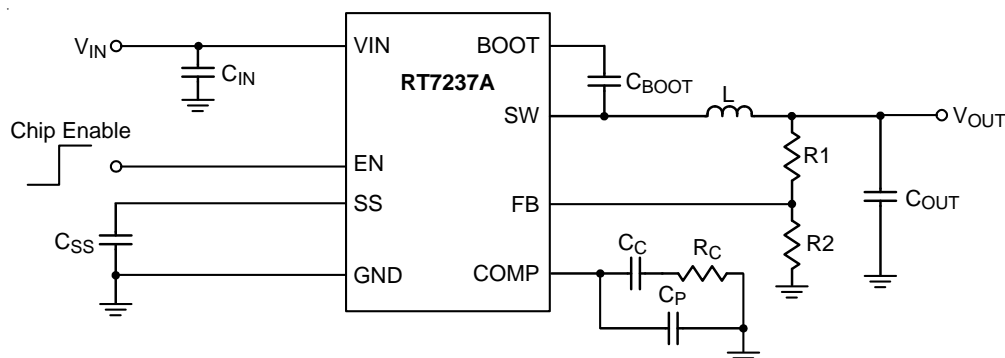 VIN
VIN
BOOT
CIN
RT7237A
CBOOT
L
SW
VOUT
Chip Enable
R1
EN
SS
FB
COUT
CSS
R2
CC
RC
GND
COMP
CP